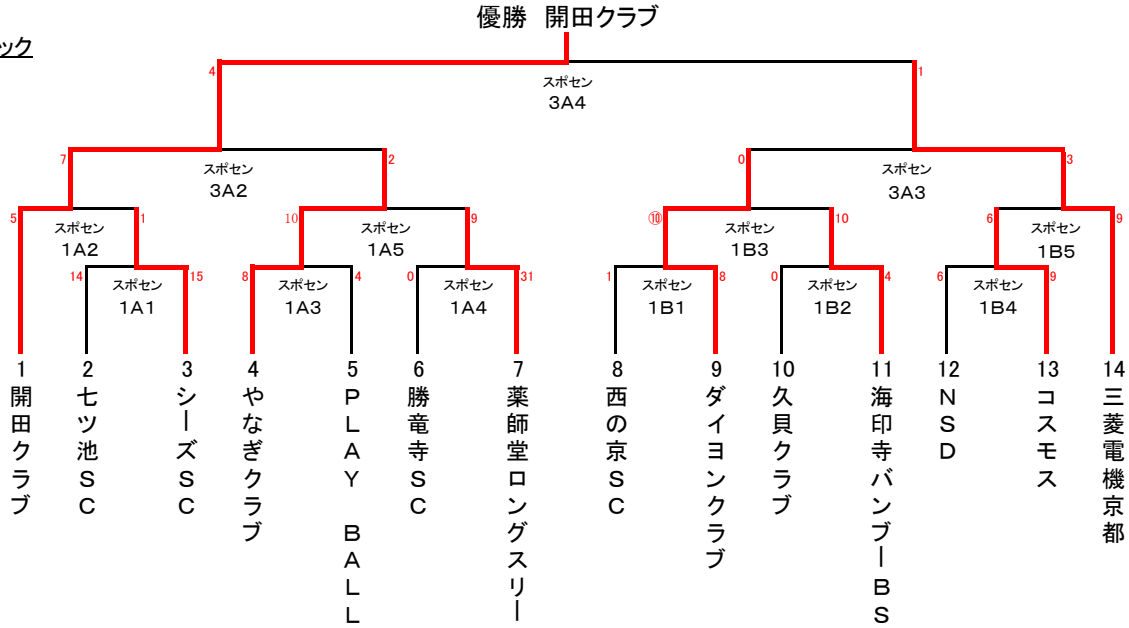 優勝 開田クラブ
ック
4
1
スポセン
3A4
7
2
0
3
スポセン
3A2
スポセン
3A3
5
1
10
9
⑩
10
6
9
スポセン
1A2
スポセン
1A5
スポセン
1B3
スポセン
1B5
14
15
8
4
0
31
1
8
0
4
6
9
スポセン
1A1
スポセン
1A3
スポセン
1A4
スポセン
1B1
スポセン
1B2
スポセン
1B4
1
開田クラブ
2
七ツ池SC
3
シーズSC
4
やなぎクラブ
5
PLAY BALL
6
勝竜寺SC
7
薬師堂ロングスリー
8
西の京SC
9
ダイヨンクラブ
10
久貝クラブ
11
海印寺バンブーBS
12
NSD
13
コスモス
14
三菱電機京都